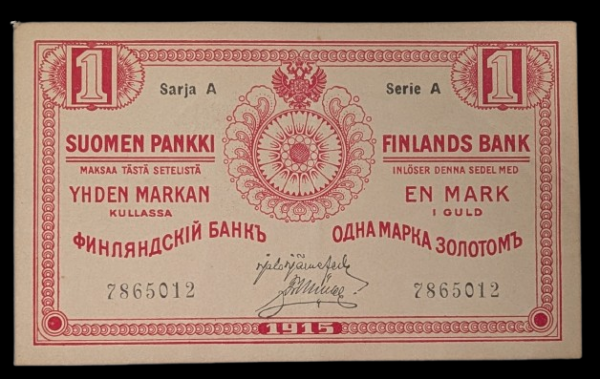 1 1
Sarja A Serie A
SUOMEN PANKKI FINLANDS BANK
MAKSAA TÄSTÄ SETELISTÄ INLÖSER DENNA SEDEL MED
YHDEN MARKAN EN MARK
KULLASSA I GULD
ФИНЛЯНДСКІЙ БАНКЪ ОДНА МАРКА ЗОЛОТОМЪ
7865012 7865012
1915